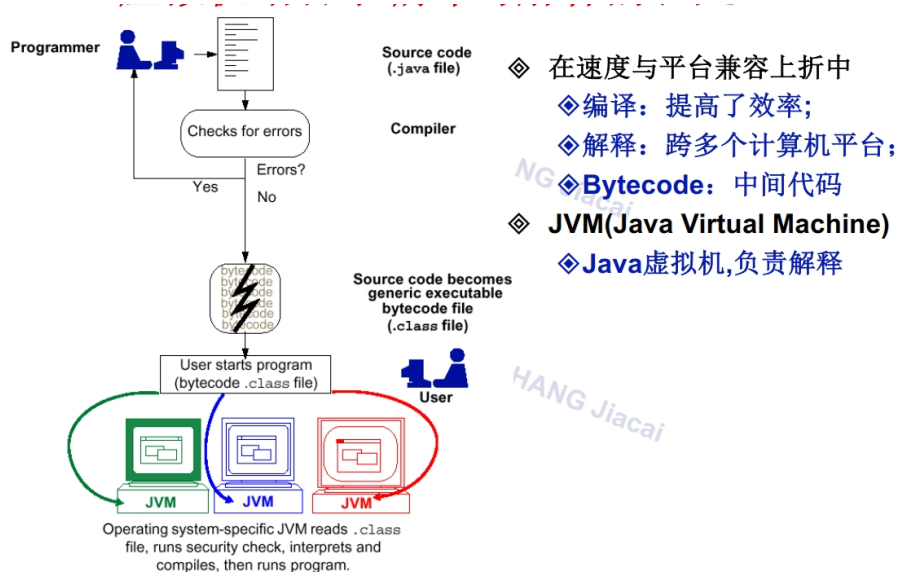 Programmer
Source code
(.java file)
Checks for errors
Compiler
Errors?
Yes
No
bytecode
bytecode
bytecode
bytecode
bytecode
bytecode
Source code becomes
generic executable
bytecode file
(.class file)
User starts program
(bytecode .class file)
User
JVM
JVM
JVM
Operating system-specific JVM reads .class
file, runs security check, interprets and
compiles, then runs program.
在速度与平台兼容上折中
编译：提高了效率;
解释：跨多个计算机平台；
Bytecode：中间代码
JVM(Java Virtual Machine)
Java虚拟机,负责解释
NG Jiacai
HANG Jiacai